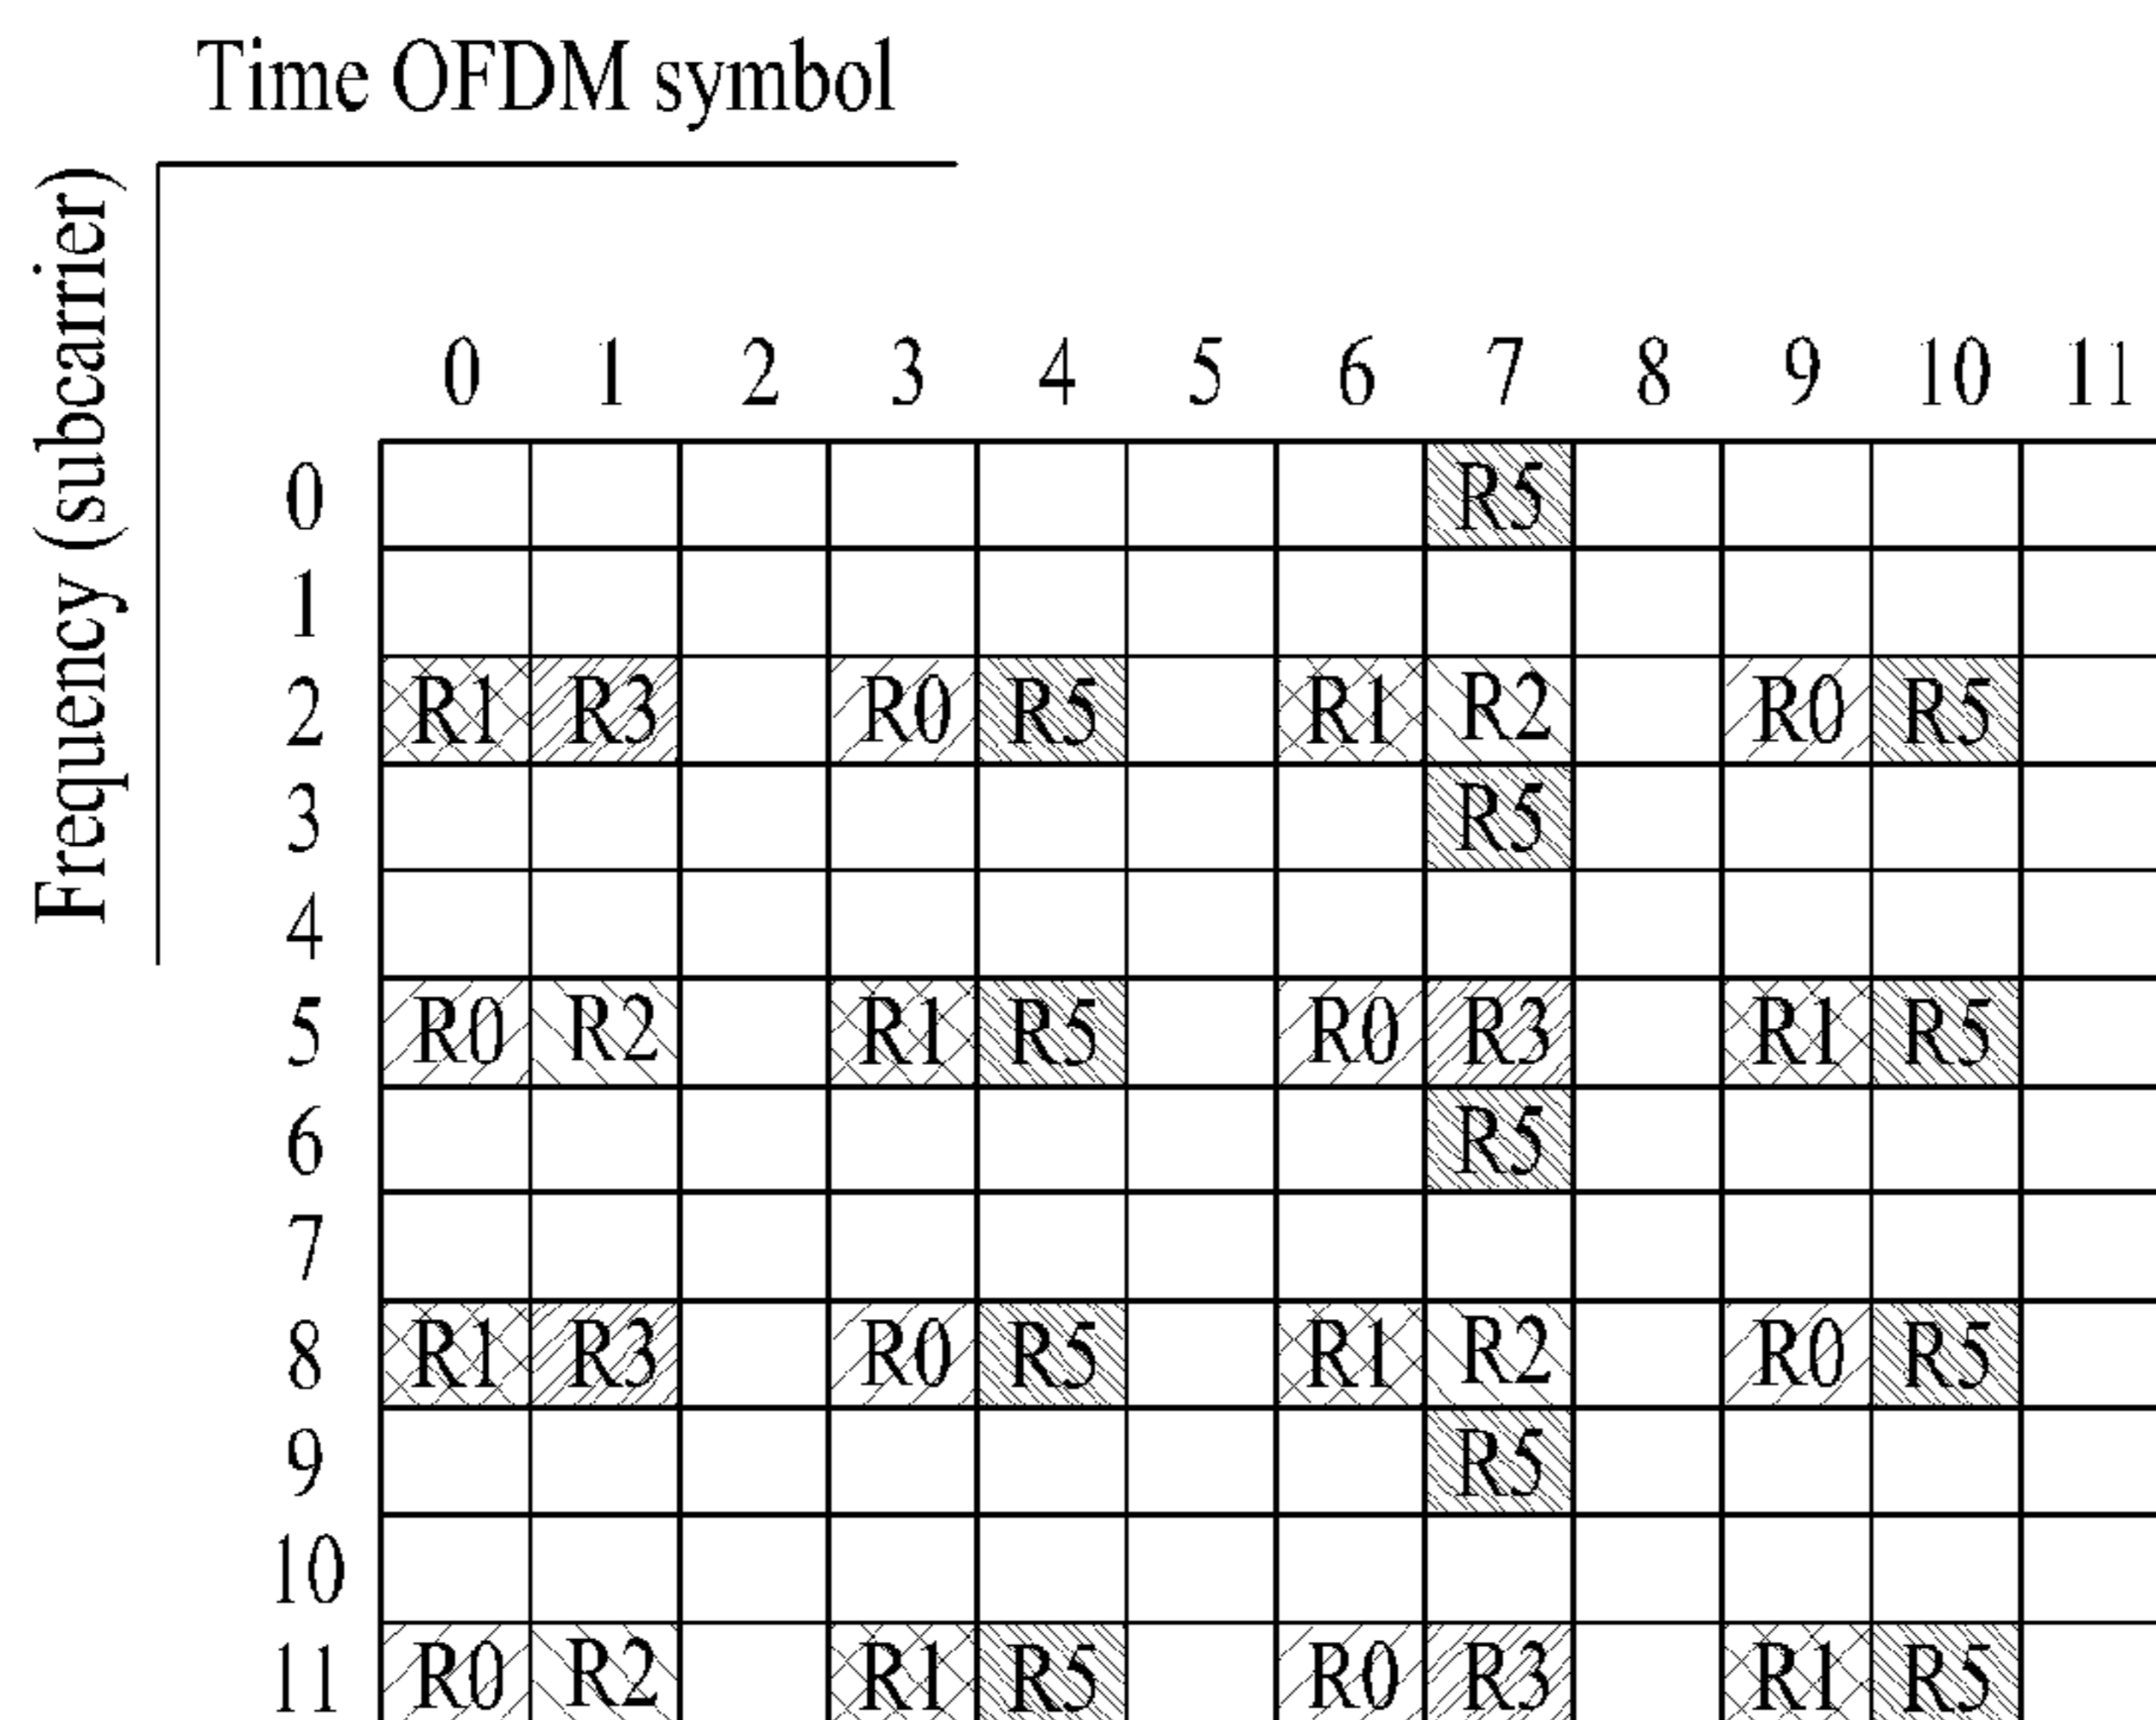 Time OFDM symbol
Frequency (subcarrier)
0 1 2 3 4 5 6 7 8 9 10 11
0 R5
1
2 R1 R3 R0 R5 R1 R2 R0 R5
3 R5
4
5 R0 R2 R1 R5 R0 R3 R1 R5
6 R5
7
8 R1 R3 R0 R5 R1 R2 R0 R5
9 R5
10
11 R0 R2 R1 R5 R0 R3 R1 R5